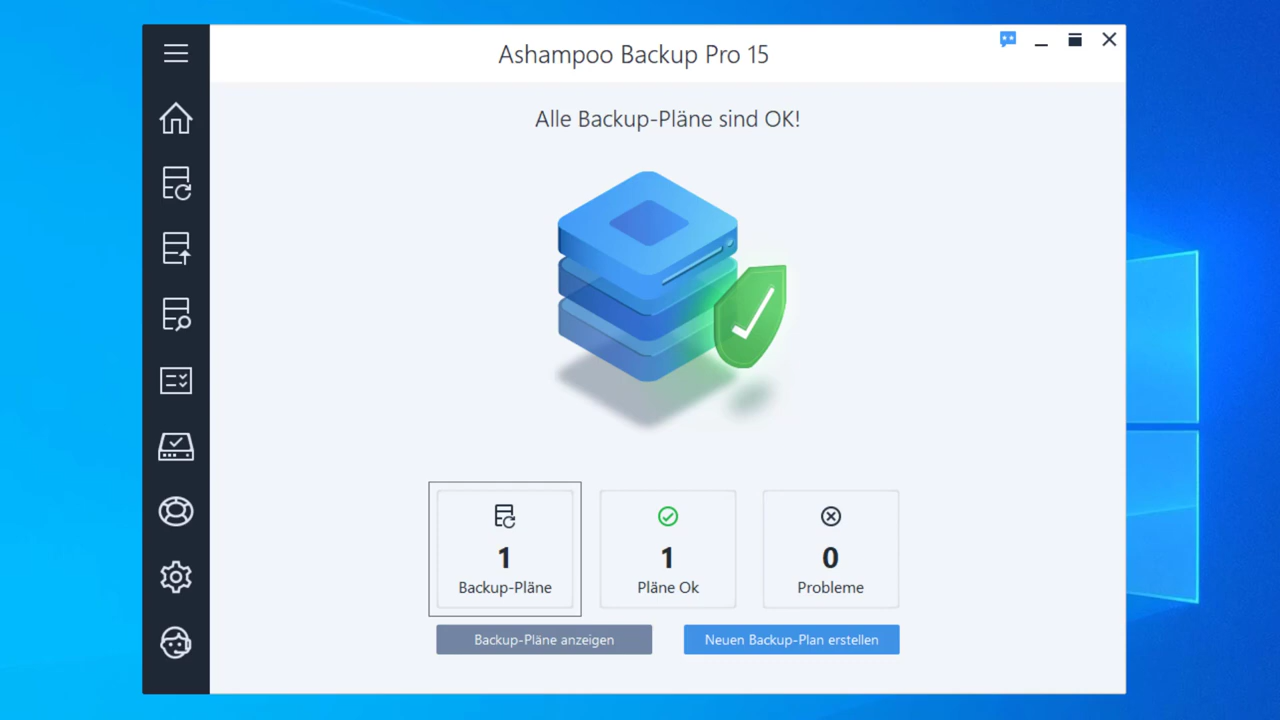 Ashampoo Backup Pro 15
Alle Backup-Pläne sind OK!
1
Backup-Pläne
1
Pläne Ok
0
Probleme
Backup-Pläne anzeigen
Neuen Backup-Plan erstellen